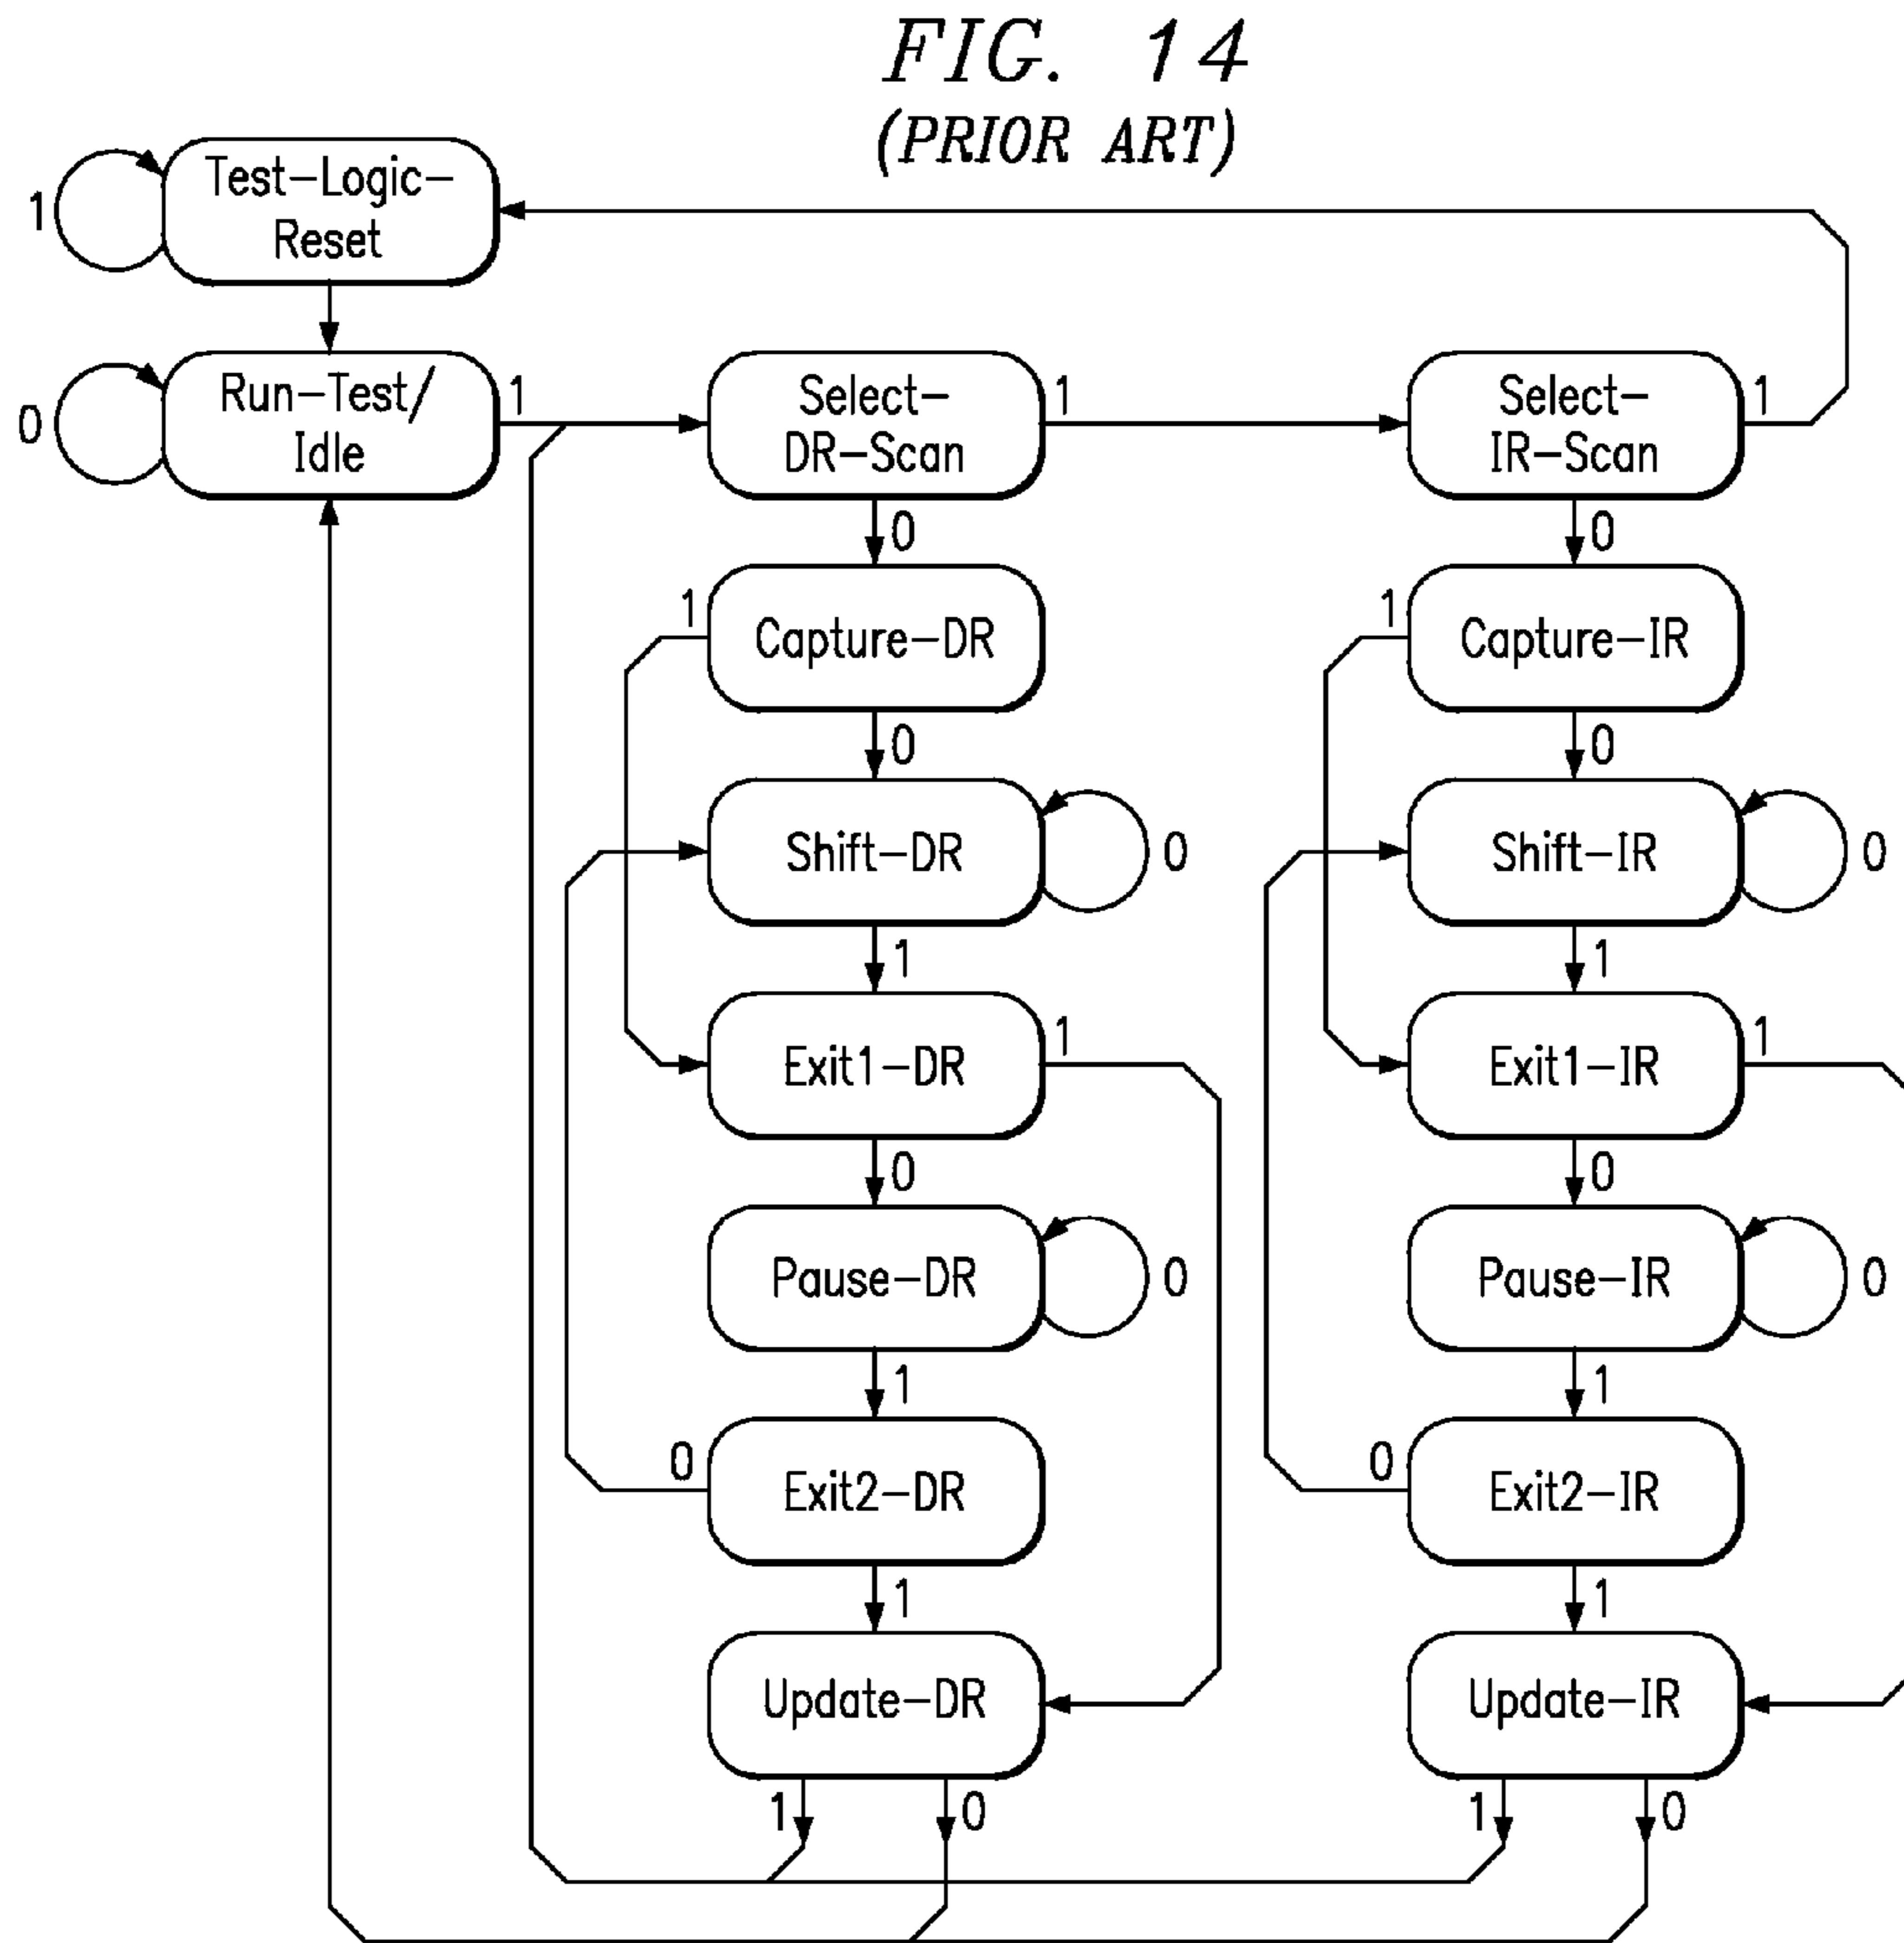 FIG. 14
(PRIOR ART)
Test-Logic-
Reset
1
Run-Test/
Idle
0
1
Select-
DR-Scan
1
Select-
IR-Scan
1
0
0
1
Capture-DR
1
Capture-IR
0
0
Shift-DR
0
Shift-IR
0
1
1
Exit1-DR
1
Exit1-IR
1
0
0
Pause-DR
0
Pause-IR
0
1
1
0
Exit2-DR
0
Exit2-IR
1
1
Update-DR
Update-IR
1
0
1
0